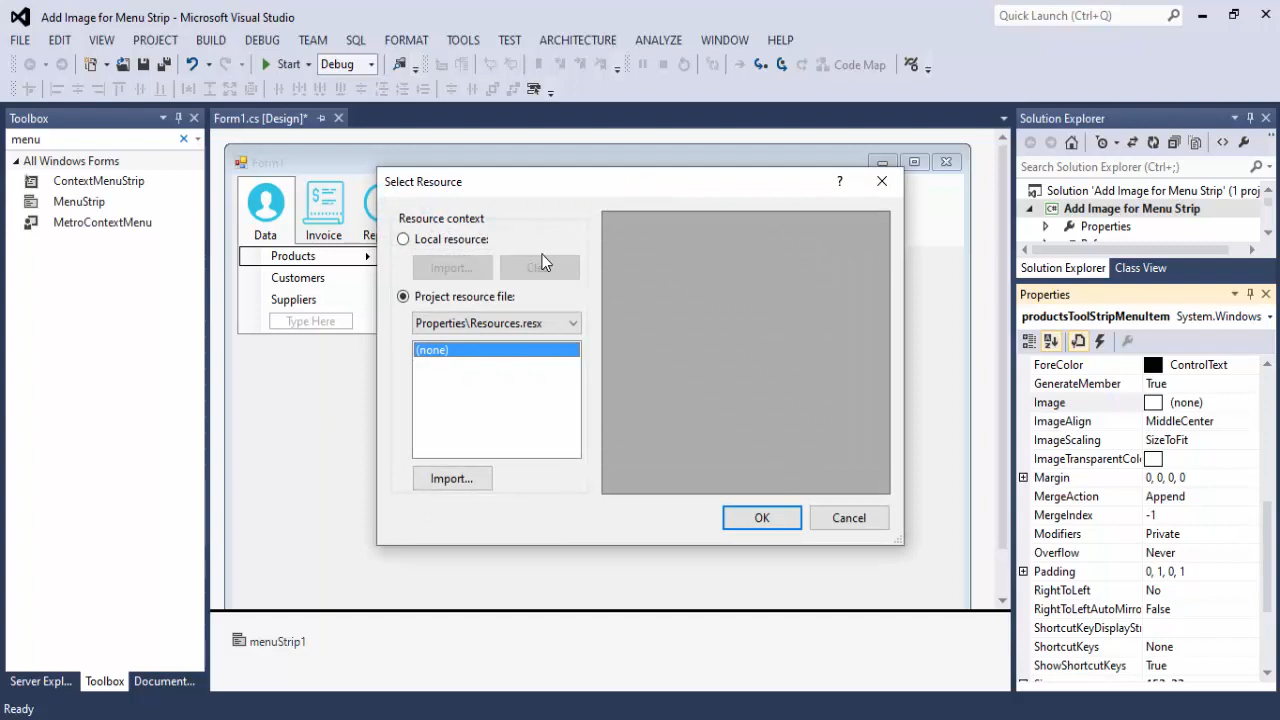 Add Image for Menu Strip - Microsoft Visual Studio
Quick Launch (Ctrl+Q)
FILE EDIT VIEW PROJECT BUILD DEBUG TEAM SQL FORMAT TOOLS TEST ARCHITECTURE ANALYZE WINDOW HELP
Start Debug Code Map
Toolbox
menu
All Windows Forms
ContextMenuStrip
MenuStrip
MetroContextMenu
Server Expl... Toolbox Document...
Form1.cs [Design]*
Form1
Data Invoice Re
Products
Customers
Suppliers
Type Here
menuStrip1
Select Resource
?
Resource context
Local resource:
Import...
Project resource file:
Properties\Resources.resx
(none)
Import...
OK Cancel
Solution Explorer
Search Solution Explorer (Ctrl+;)
Solution 'Add Image for Menu Strip' (1 proj
C# Add Image for Menu Strip
Properties
Solution Explorer Class View
Properties
productsToolStripMenuItem System.Windows
ForeColor ControlText
GenerateMember True
Image (none)
ImageAlign MiddleCenter
ImageScaling SizeToFit
ImageTransparentColo
Margin 0, 0, 0, 0
MergeAction Append
MergeIndex -1
Modifiers Private
Overflow Never
Padding 0, 1, 0, 1
RightToLeft No
RightToLeftAutoMirro False
ShortcutKeyDisplayStr
ShortcutKeys None
ShowShortcutKeys True
Ready